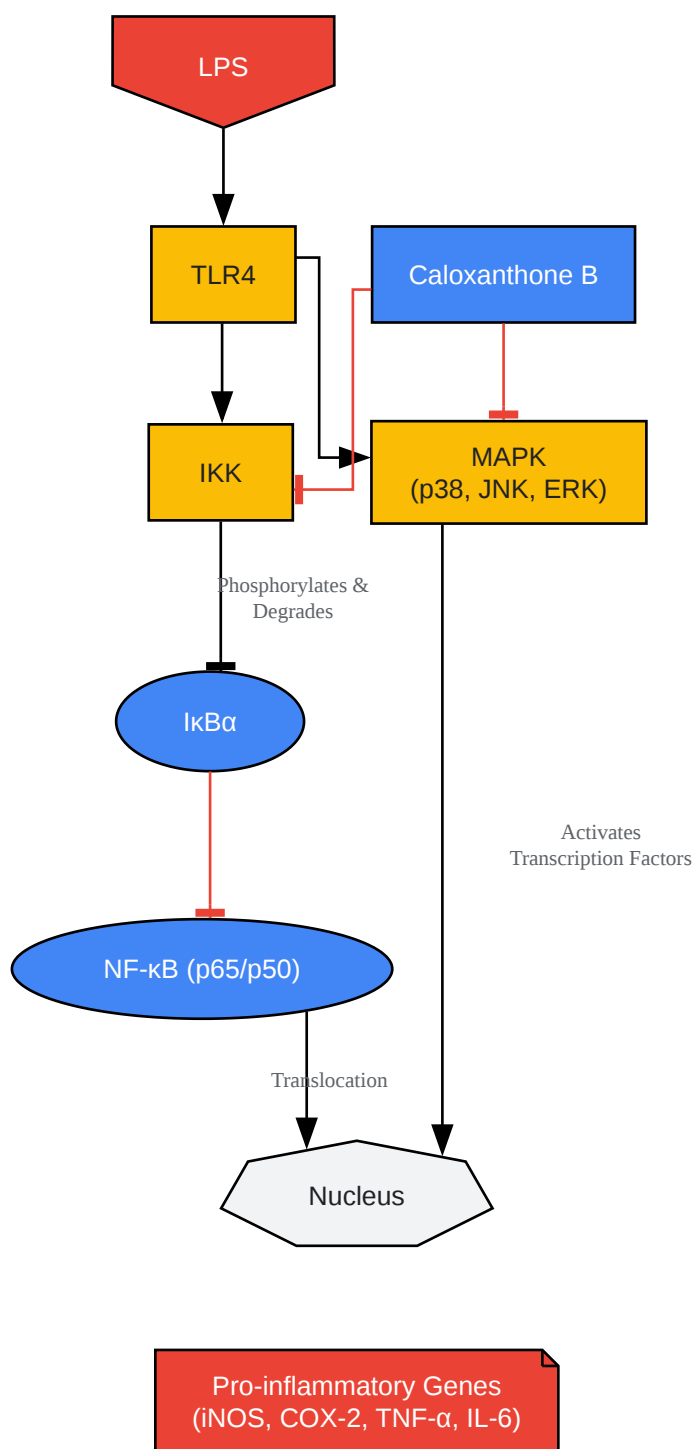 LPS
TLR4
Caloxanthone B
IKK
MAPK
(p38, JNK, ERK)
Phosphorylates &
Degrades
IκBα
Activates
Transcription Factors
NF-κB (p65/p50)
Translocation
Nucleus
Pro-inflammatory Genes
(iNOS, COX-2, TNF-α, IL-6)